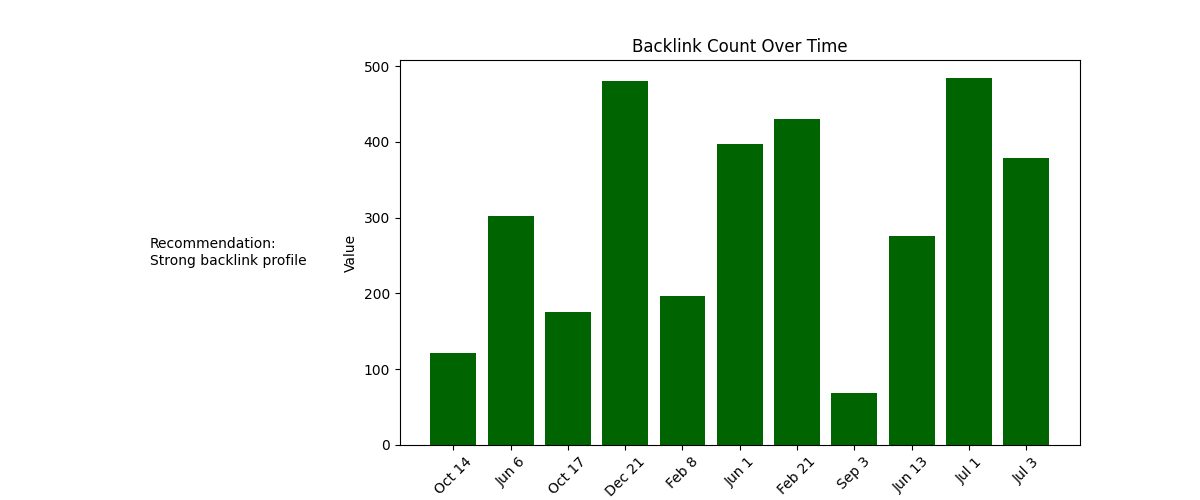 Backlink Count Over Time
Recommendation:
Strong backlink profile
Value
500
400
300
200
100
0
Oct 14
Jun 6
Oct 17
Dec 21
Feb 8
Jun 1
Feb 21
Sep 3
Jun 13
Jul 1
Jul 3